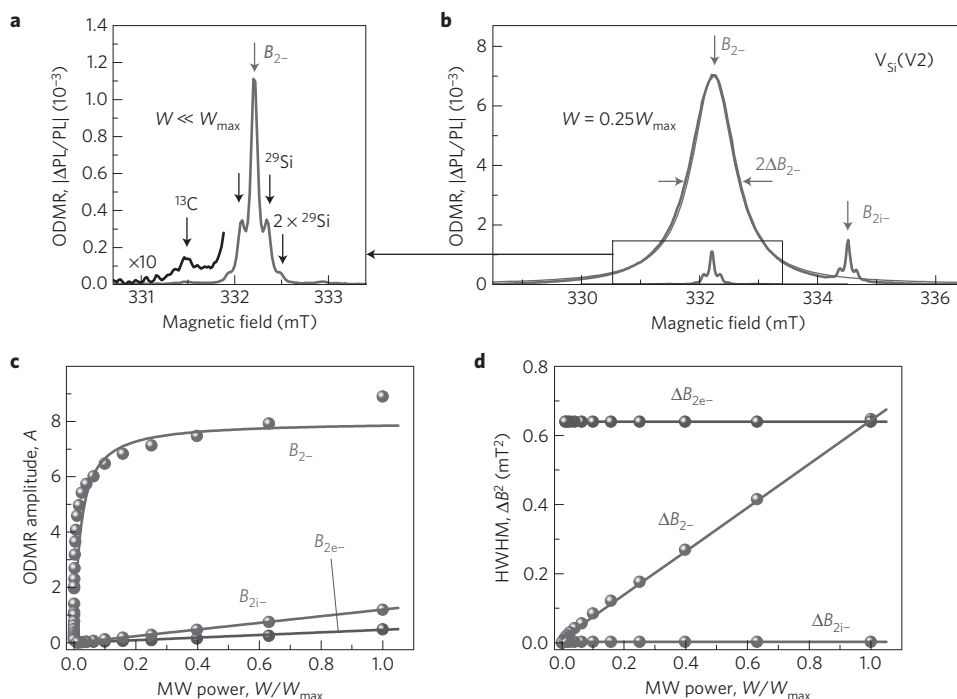 a
1.4
1.2
1.0
0.8
0.6
0.4
0.2
0.0
ODMR, |ΔPL/PL| (10⁻³)
B₂₋
W ≪ Wmax
²⁹Si
¹³C
2 × ²⁹Si
×10
331 332 333
Magnetic field (mT)
b
8
6
4
2
0
ODMR, |ΔPL/PL| (10⁻³)
B₂₋
VSi(V2)
W = 0.25Wmax
2ΔB₂₋
B₂ᵢ₋
330 332 334 336
Magnetic field (mT)
c
8
6
4
2
0
ODMR amplitude, A
B₂₋
B₂ₑ₋
B₂ᵢ₋
0.0 0.2 0.4 0.6 0.8 1.0
MW power, W/Wmax
d
0.8
0.6
0.4
0.2
0.0
HWHM, ΔB² (mT²)
ΔB₂ₑ₋
ΔB₂₋
ΔB₂ᵢ₋
0.0 0.2 0.4 0.6 0.8 1.0
MW power, W/Wmax